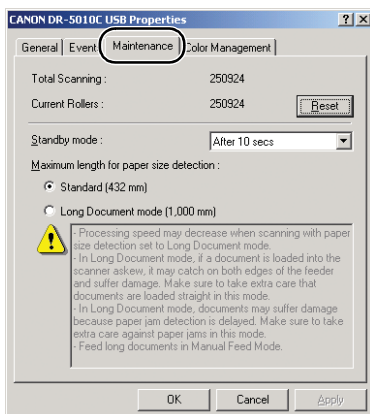 CANON DR-5010C USB Properties
General Event Maintenance Color Management
Total Scanning : 250924
Current Rollers : 250924 Reset
Standby mode : After 10 secs
Maximum length for paper size detection :
Standard (432 mm)
Long Document mode (1,000 mm)
- Processing speed may decrease when scanning with paper
size detection set to Long Document mode.
- In Long Document mode, if a document is loaded into the
scanner askew, it may catch on both edges of the feeder
and suffer damage. Make sure to take extra care that
documents are loaded straight in this mode.
- In Long Document mode, documents may suffer damage
because paper jam detection is delayed. Make sure to take
extra care against paper jams in this mode.
- Feed long documents in Manual Feed Mode.
OK Cancel Apply